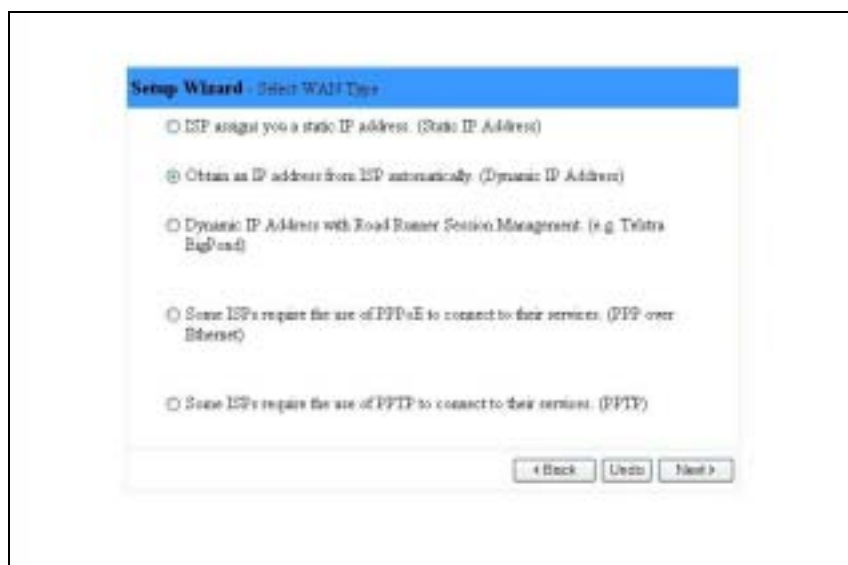 Setup Wizard - Select WAN Type
ISP assigns you a static IP address. (Static IP Address)
Obtain an IP address from ISP automatically. (Dynamic IP Address)
Dynamic IP Address with Road Runner Session Management. (e.g. Telstra
BigPond)
Some ISPs require the use of PPPoE to connect to their services. (PPP over
Ethernet)
Some ISPs require the use of PPTP to connect to their services. (PPTP)
< Back Undo Next >